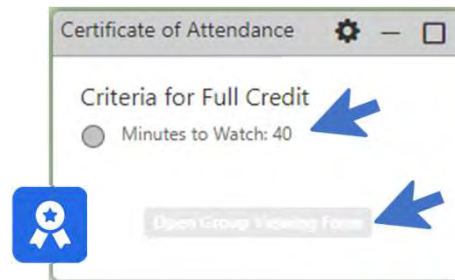 Certificate of Attendance
Criteria for Full Credit
Minutes to Watch: 40
Open Group Viewing Form